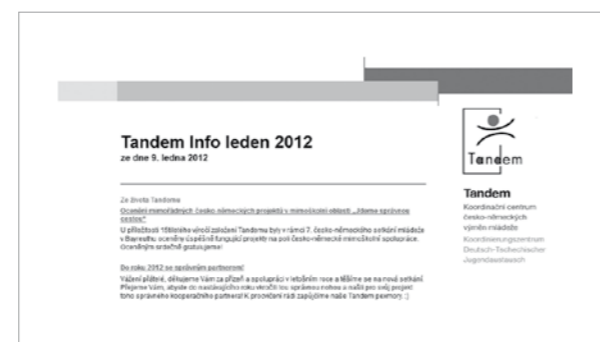 Tandem Info leden 2012
ze dne 9. ledna 2012
Ze života Tandemu
Ocenění mimořádných česko-německých projektů v mimoškolní oblasti „Jdeme správnou
cestou"
U příležitosti 15tiletého výročí založení Tandemu byly v rámci 7. česko-německého setkání mládeže
v Bayreuthu oceněny úspěšně fungující projekty na poli česko-německé mimoškolní spolupráce.
Oceněným srdečně gratulujeme!
Do roku 2012 se správným partnerem!
Vážení přátelé, děkujeme Vám za přízeň a spolupráci v letošním roce a těšíme se na nová setkání.
Přejeme Vám, abyste do nastávajícího roku vkročili tou správnou nohou a našli pro svůj projekt
toho správného kooperačního partnera! K procvičení rádi zapůjčíme naše Tandem pexmory :)
Tandem
Tandem
Koordinační centrum
česko-německých
výměn mládeže
Koordinierungszentrum
Deutsch-Tschechischer
Jugendaustausch